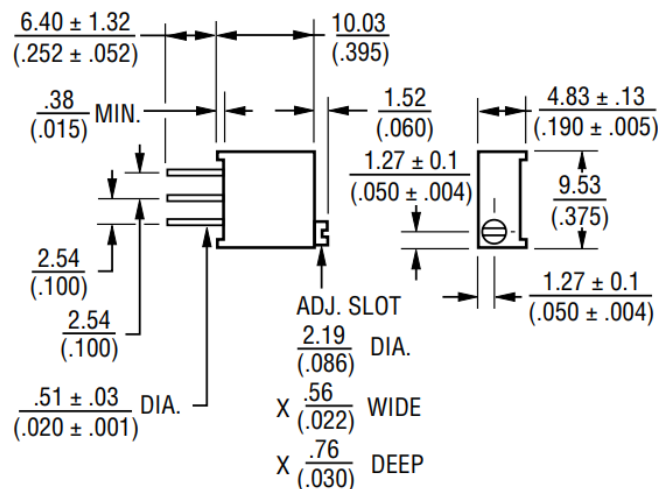 6.40 ± 1.32
(.252 ± .052)
10.03
(.395)
.38
(.015)
MIN.
1.52
(.060)
4.83 ± .13
(.190 ± .005)
1.27 ± 0.1
(.050 ± .004)
9.53
(.375)
2.54
(.100)
2.54
(.100)
.51 ± .03
(.020 ± .001)
DIA.
ADJ. SLOT
2.19
(.086)
DIA.
X .56
(.022)
WIDE
X .76
(.030)
DEEP
1.27 ± 0.1
(.050 ± .004)